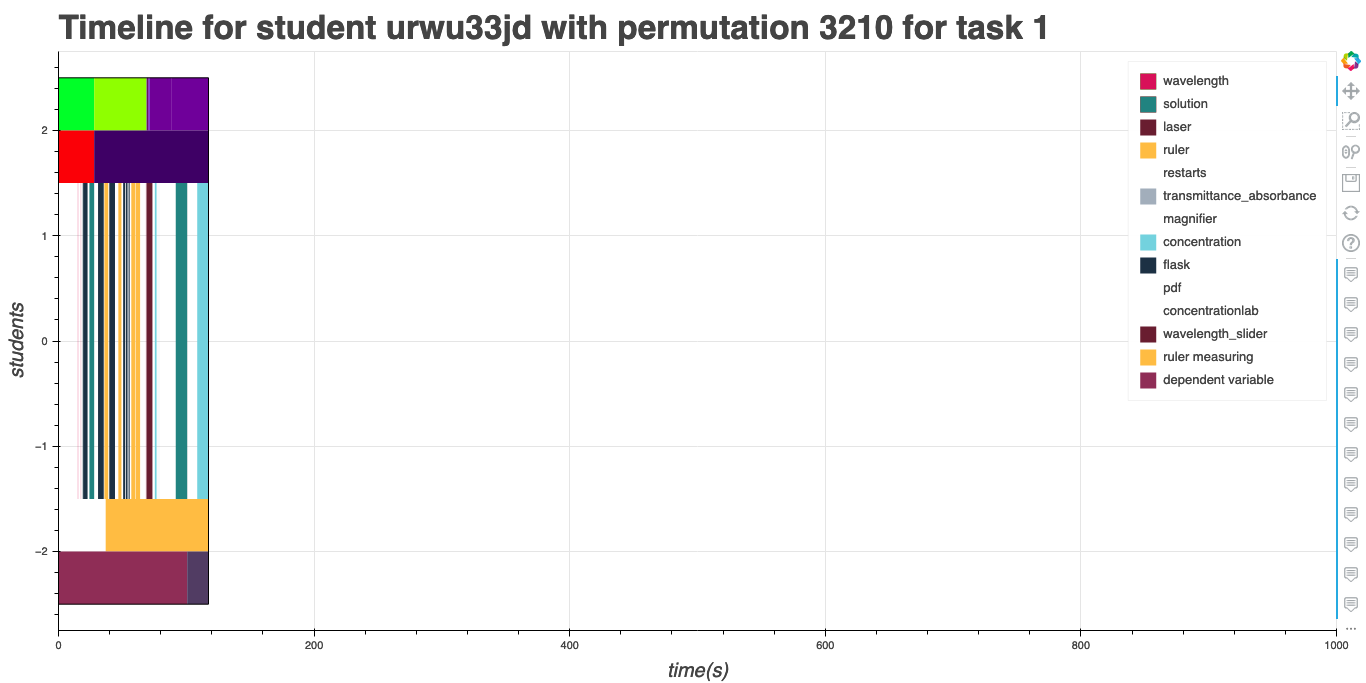 Timeline for student urwu33jd with permutation 3210 for task 1
wavelength
solution
laser
ruler
restarts
transmittance_absorbance
magnifier
concentration
flask
pdf
concentrationlab
wavelength_slider
ruler measuring
dependent variable
students
2
1
0
−1
−2
0
200
400
600
800
1000
time(s)